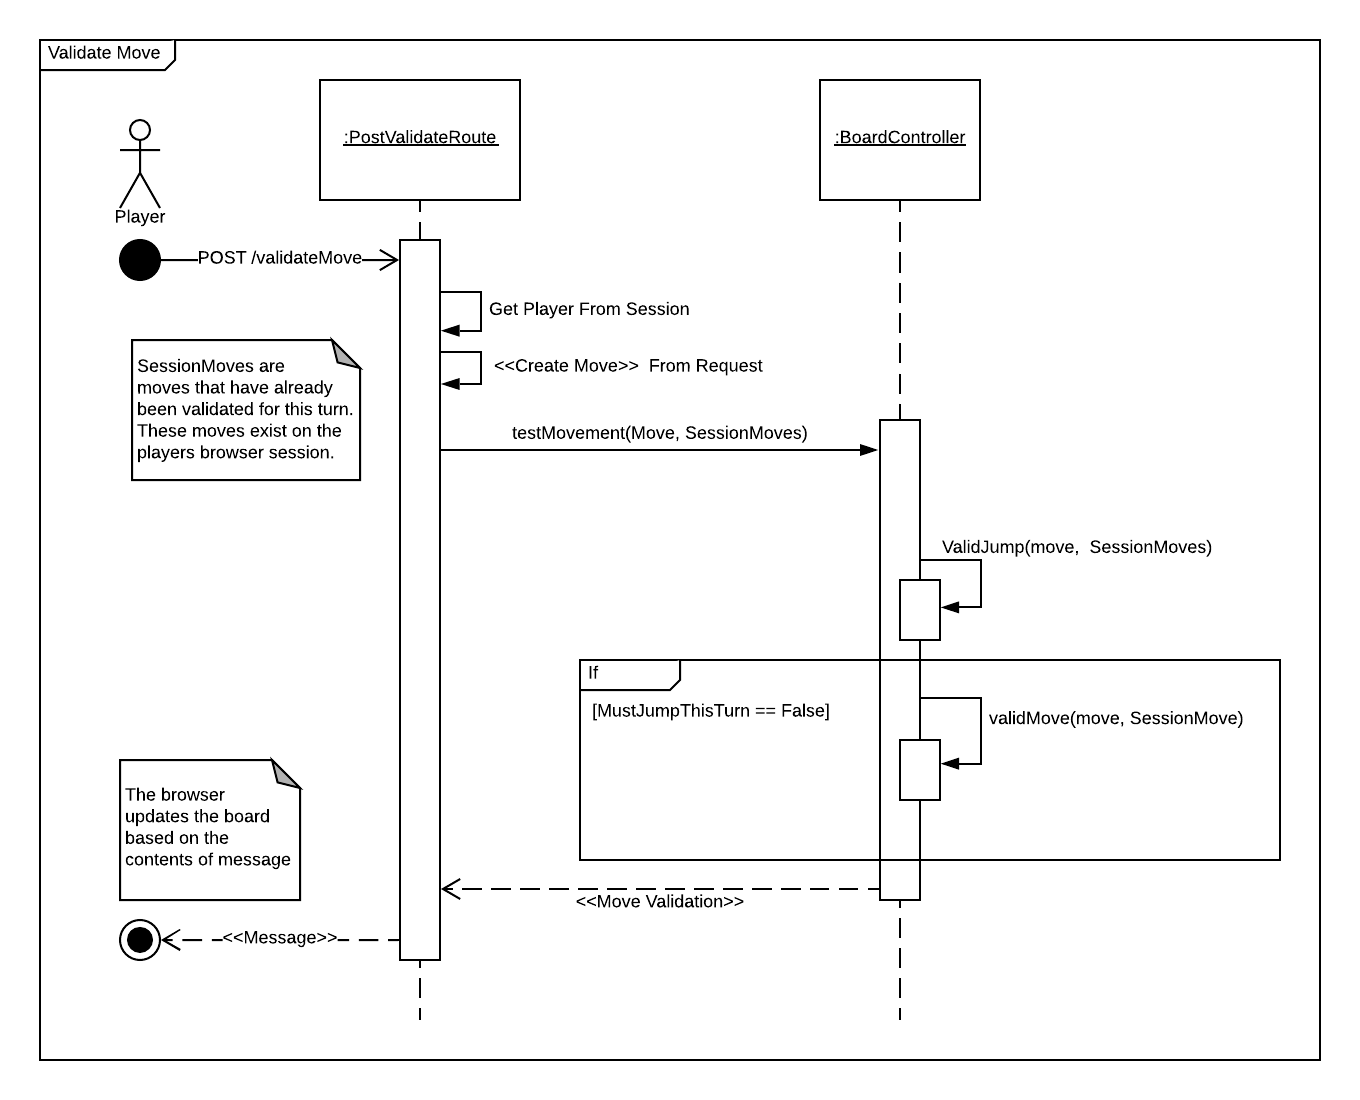 Validate Move
:PostValidateRoute
:BoardController
Player
POST /validateMove
Get Player From Session
<<Create Move>>  From Request
SessionMoves are
moves that have already
been validated for this turn.
These moves exist on the
players browser session.
testMovement(Move, SessionMoves)
ValidJump(move,  SessionMoves)
If
[MustJumpThisTurn == False]
validMove(move, SessionMove)
The browser
updates the board
based on the
contents of message
<<Move Validation>>
<<Message>>